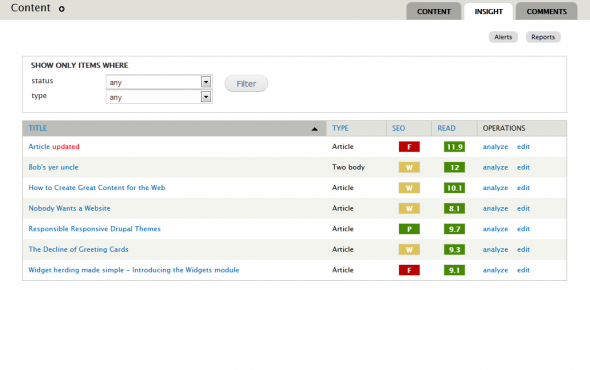 Content
CONTENT INSIGHT COMMENTS
Alerts Reports
SHOW ONLY ITEMS WHERE
status any Filter
type any
TITLE TYPE SEO READ OPERATIONS
Article updated Article F 11.9 analyze edit
Bob's yer uncle Two body W 12 analyze edit
How to Create Great Content for the Web Article W 10.1 analyze edit
Nobody Wants a Website Article W 8.1 analyze edit
Responsible Responsive Drupal Themes Article P 9.7 analyze edit
The Decline of Greeting Cards Article W 9.3 analyze edit
Widget herding made simple - Introducing the Widgets module Article F 9.1 analyze edit